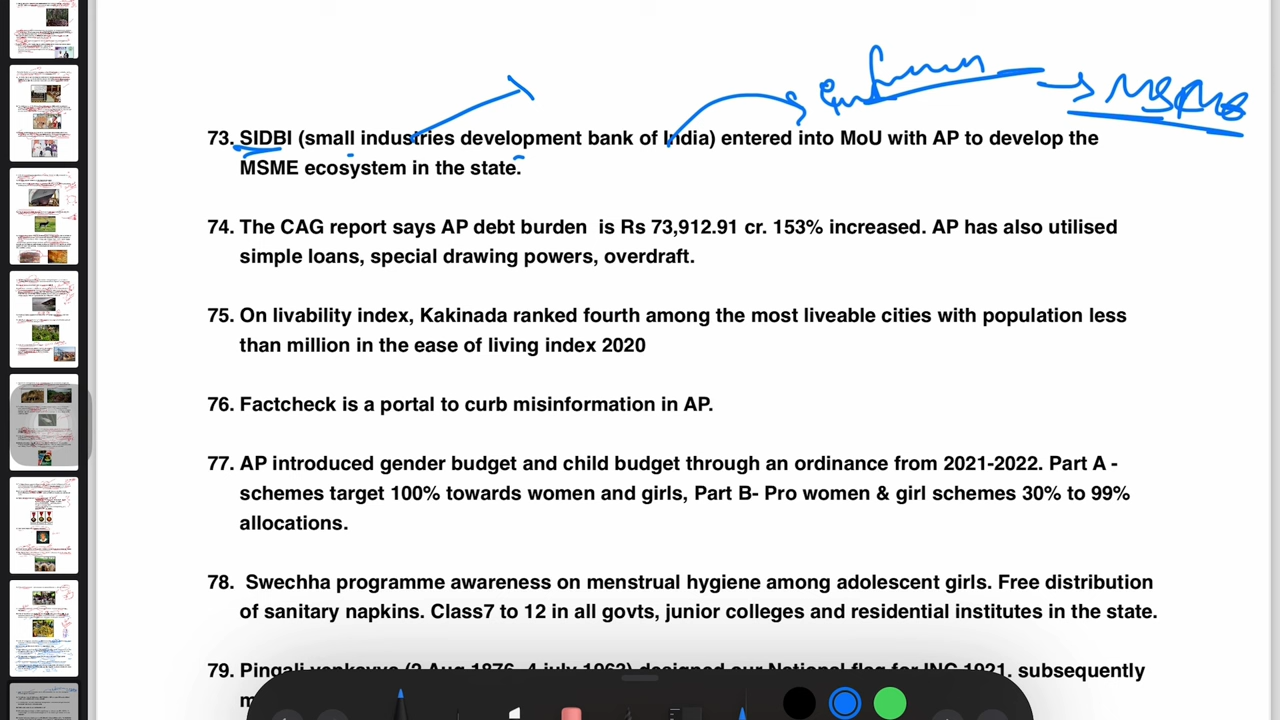 MSMEs
73. SIDBI (small industries development bank of India) entered into MoU with AP to develop the
MSME ecosystem in the state.
74. The CAG report says AP debt burden is Rs 73,912.91 cr. 153% increased. AP has also utilised
simple loans, special drawing powers, overdraft.
75. On livability index, Kakinada ranked fourth among the most liveable cities with population less
than million in the ease of living index 2020
76. Factcheck is a portal to curb misinformation in AP.
77. AP introduced gender budget and child budget through an ordinance from 2021-2022. Part A -
schemes target 100% towards women and girls, Part B- Pro women & girl schemes 30% to 99%
allocations.
78. Swechha programme awareness on menstrual hygiene among adolescent girls. Free distribution
of sanitary napkins. Class 7 to 12 in all govts, junior colleges and residential institutes in the state.
79. 1921, subsequently